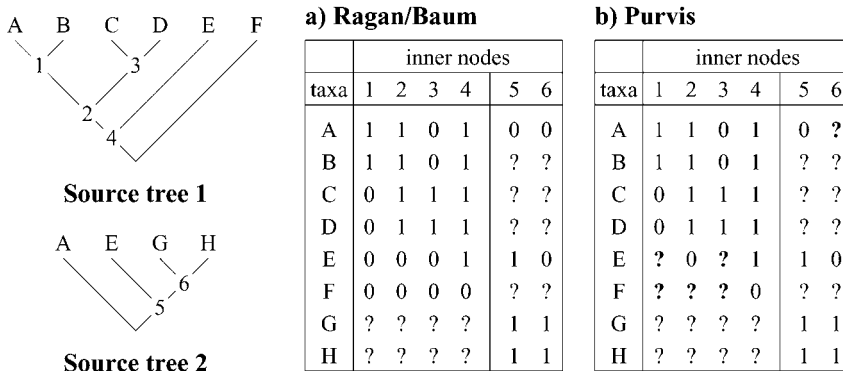 A B C D E F
1 3
2
4
Source tree 1
A E G H
6
5
Source tree 2
a) Ragan/Baum
inner nodes
taxa 1 2 3 4 5 6
A 1 1 0 1 0 0
B 1 1 0 1 ? ?
C 0 1 1 1 ? ?
D 0 1 1 1 ? ?
E 0 0 0 1 1 0
F 0 0 0 0 ? ?
G ? ? ? ? 1 1
H ? ? ? ? 1 1
b) Purvis
inner nodes
taxa 1 2 3 4 5 6
A 1 1 0 1 0 ?
B 1 1 0 1 ? ?
C 0 1 1 1 ? ?
D 0 1 1 1 ? ?
E ? 0 ? 1 1 0
F ? ? ? 0 ? ?
G ? ? ? ? 1 1
H ? ? ? ? 1 1